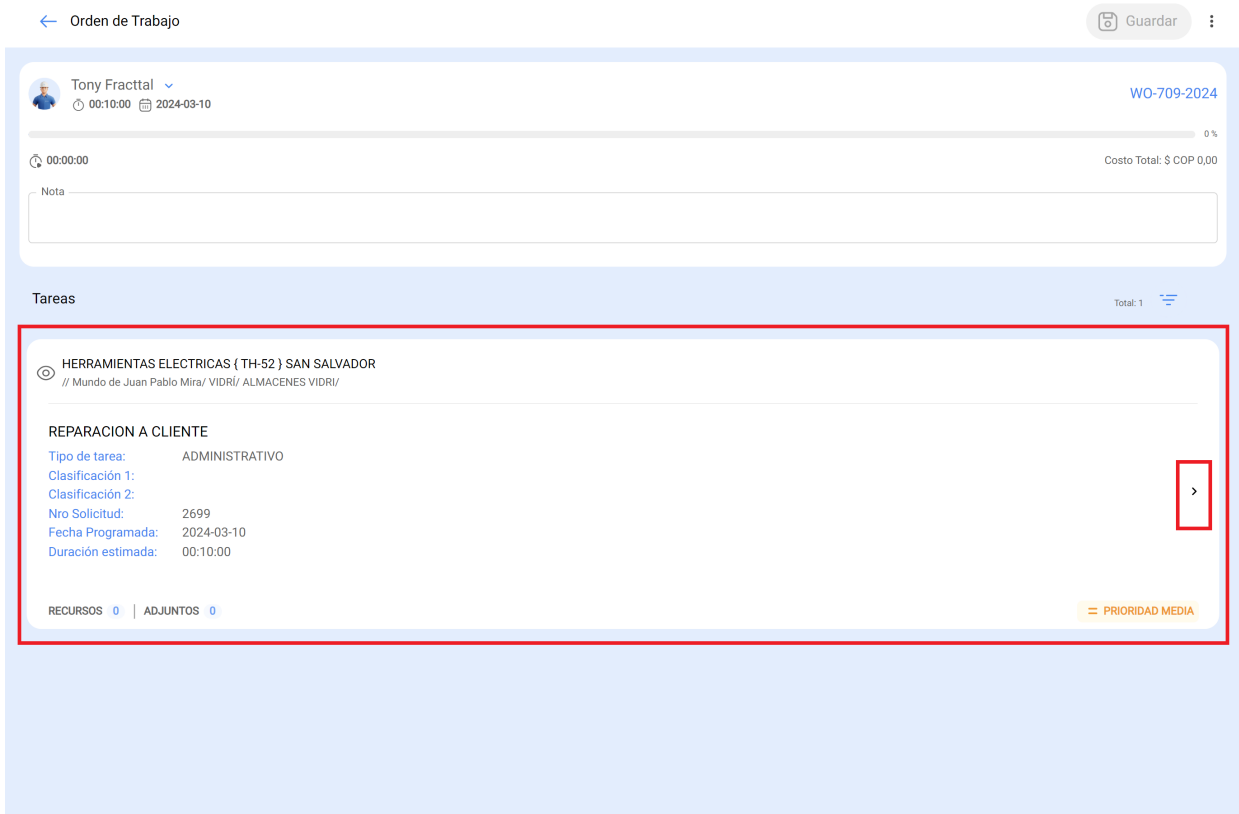 Orden de Trabajo
Guardar
Tony Fracttal
00:10:00 2024-03-10
WO-709-2024
0 %
00:00:00
Costo Total: $ COP 0,00
Nota
Tareas
Total: 1
HERRAMIENTAS ELECTRICAS { TH-52 } SAN SALVADOR
// Mundo de Juan Pablo Mira/ VIDRÍ/ ALMACENES VIDRI/
REPARACION A CLIENTE
Tipo de tarea: ADMINISTRATIVO
Clasificación 1:
Clasificación 2:
Nro Solicitud: 2699
Fecha Programada: 2024-03-10
Duración estimada: 00:10:00
RECURSOS 0 | ADJUNTOS 0
PRIORIDAD MEDIA